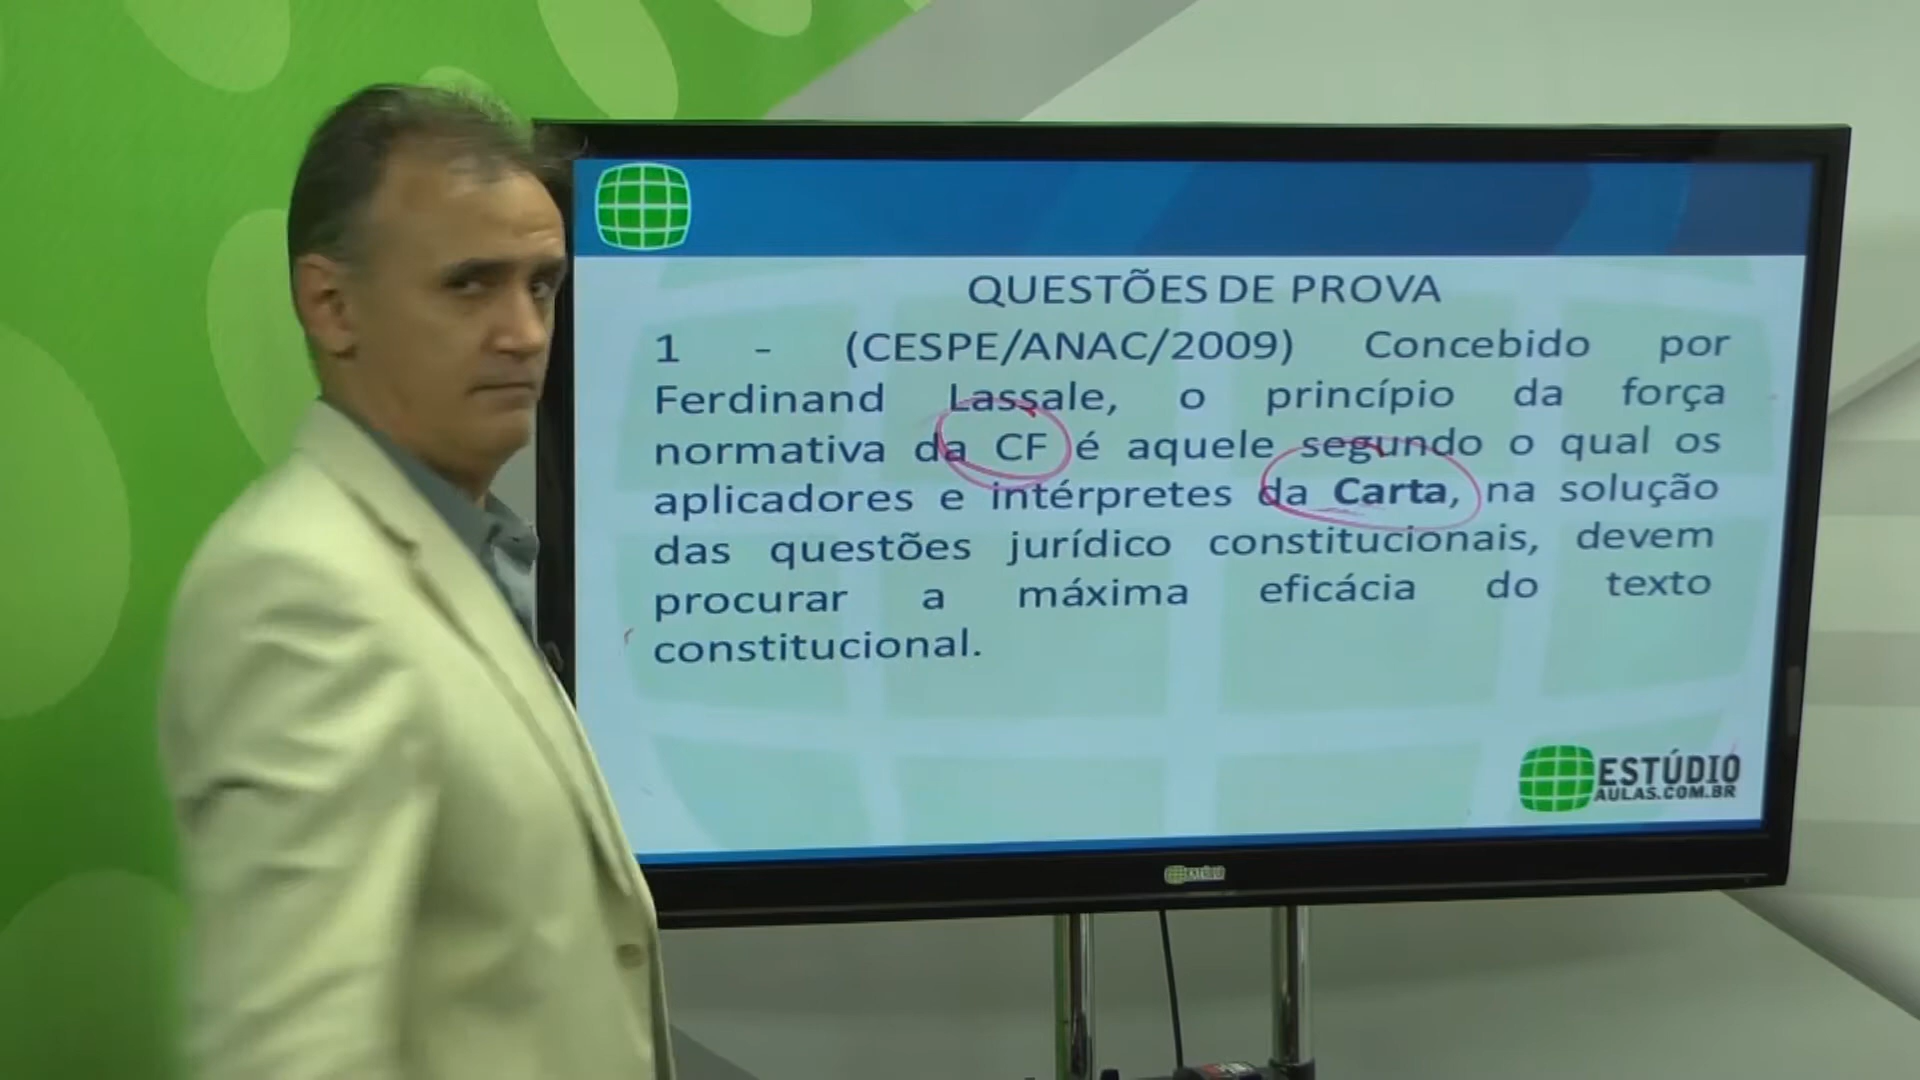 QUESTÕES DE PROVA
1 - (CESPE/ANAC/2009) Concebido por
Ferdinand Lassale, o princípio da força
normativa da CF é aquele segundo o qual os
aplicadores e intérpretes da Carta, na solução
das questões jurídico constitucionais, devem
procurar a máxima eficácia do texto
constitucional.
ESTÚDIO
AULAS.COM.BR